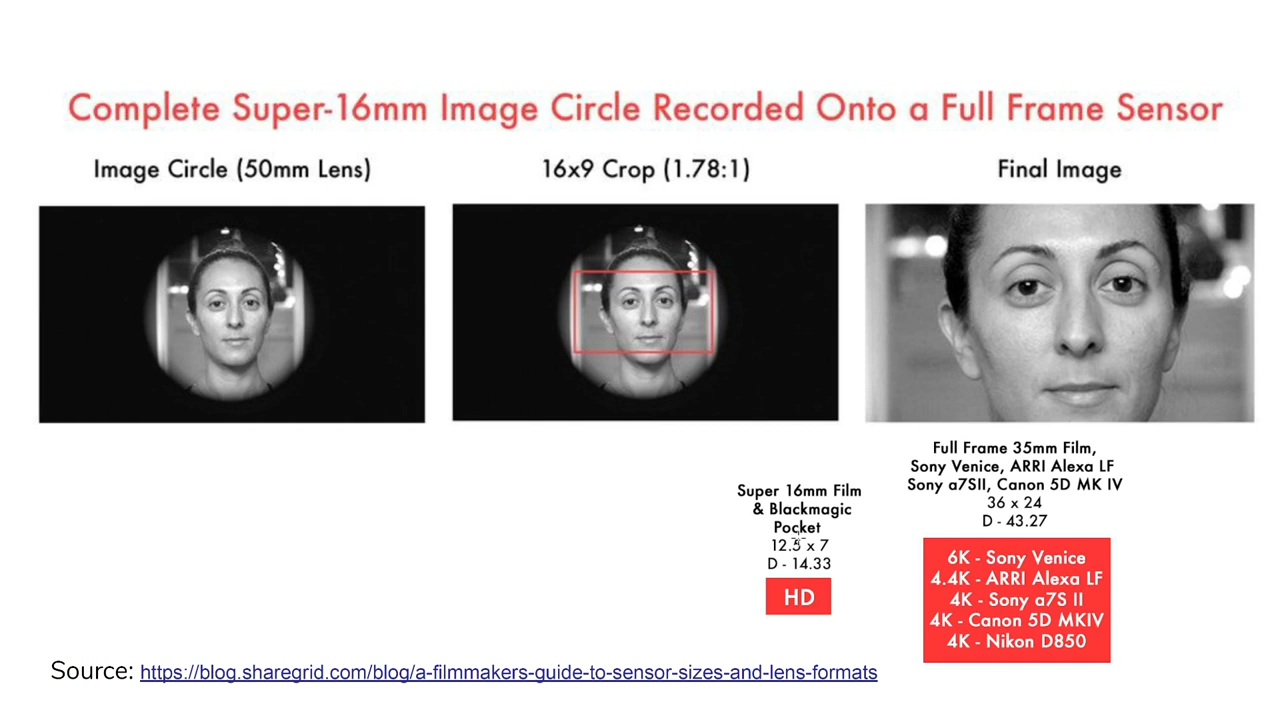 Complete Super-16mm Image Circle Recorded Onto a Full Frame Sensor
Image Circle (50mm Lens)
16x9 Crop (1.78:1)
Final Image
Super 16mm Film
& Blackmagic
Pocket
12.5 x 7
D - 14.33
HD
Full Frame 35mm Film,
Sony Venice, ARRI Alexa LF
Sony a7SII, Canon 5D MK IV
36 x 24
D - 43.27
6K - Sony Venice
4.4K - ARRI Alexa LF
4K - Sony a7S II
4K - Canon 5D MKIV
4K - Nikon D850
Source: https://blog.sharegrid.com/blog/a-filmmakers-guide-to-sensor-sizes-and-lens-formats